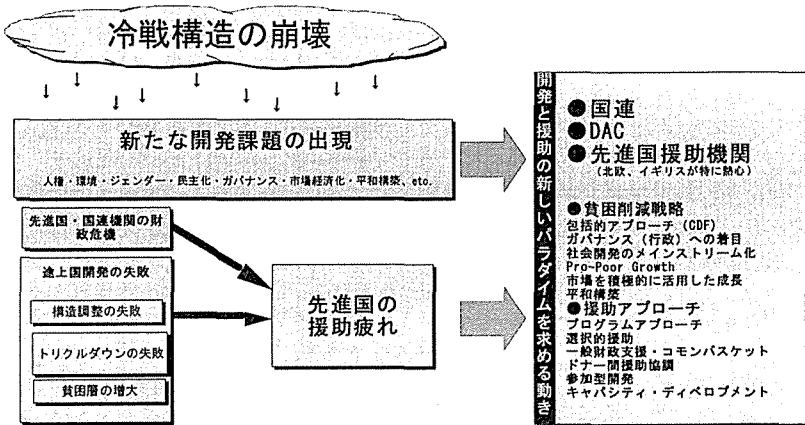 冷戦構造の崩壊
新たな開発課題の出現
人権・環境・ジェンダー・民主化・ガバナンス・市場経済化・平和構築、etc.
先進国・国連機関の財
政危機
途上国開発の失敗
構造調整の失敗
トリクルダウンの失敗
貧困層の増大
先進国の
援助疲れ
開発と援助の新しいパラダイムを求める動き
●国連
●DAC
●先進国援助機関
(北欧、イギリスが特に熱心)
●貧困削減戦略
包括的アプローチ (CDF)
ガバナンス (行政) への着目
社会開発のメインストリーム化
Pro-Poor Growth
市場を積極的に活用した成長
平和構築
●援助アプローチ
プログラムアプローチ
選択的援助
一般財政支援・コモンバスケット
ドナー間援助協調
参加型開発
キャパシティ・ディベロプメント